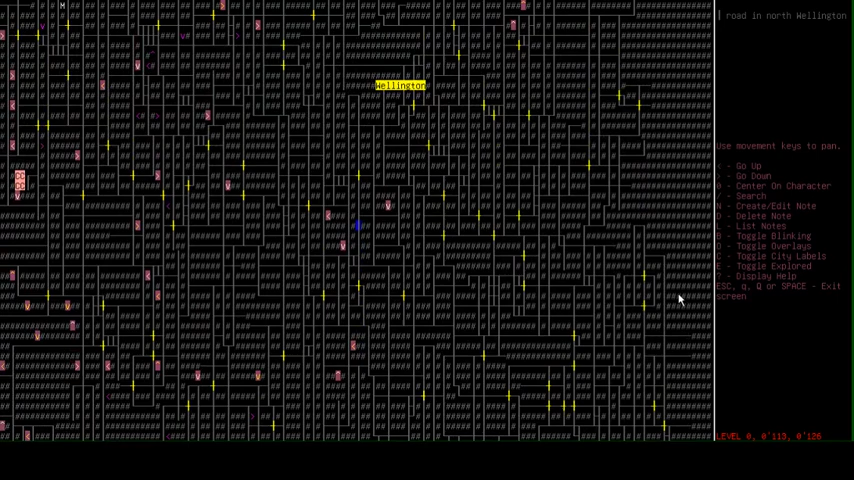 road in north Wellington
Wellington
Use movement keys to pan.
< - Go Up
- Go Down
0 - Center On Character
/ - Search
N - Create/Edit Note
D - Delete Note
L - List Notes
B - Toggle Blinking
O - Toggle Overlays
C - Toggle City Labels
E - Toggle Explored
? - Display Help
ESC, q, Q or SPACE - Exit
screen
LEVEL 0, 0'113, 0'126